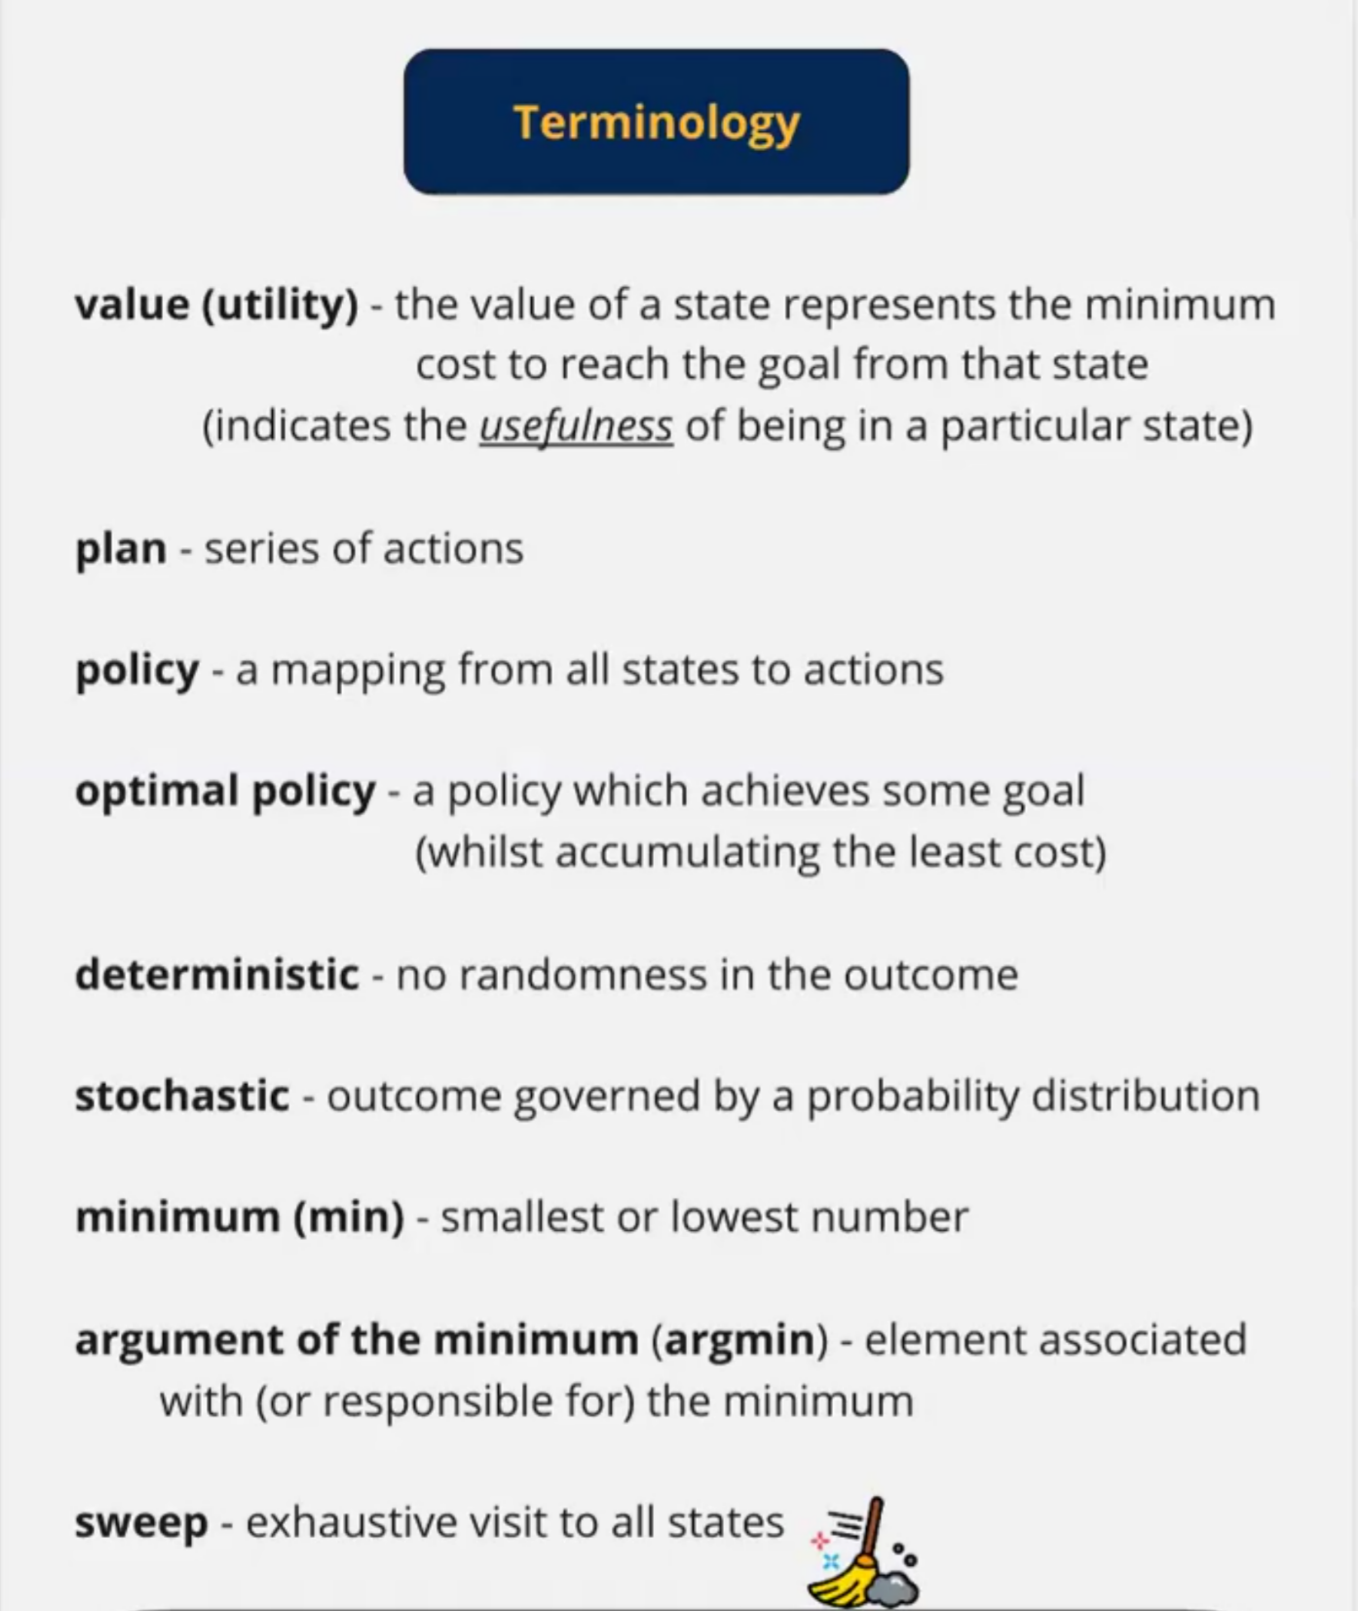 Terminology
value (utility) - the value of a state represents the minimum
cost to reach the goal from that state
(indicates the usefulness of being in a particular state)
plan - series of actions
policy - a mapping from all states to actions
optimal policy - a policy which achieves some goal
(whilst accumulating the least cost)
deterministic - no randomness in the outcome
stochastic - outcome governed by a probability distribution
minimum (min) - smallest or lowest number
argument of the minimum (argmin) - element associated
with (or responsible for) the minimum
sweep - exhaustive visit to all states